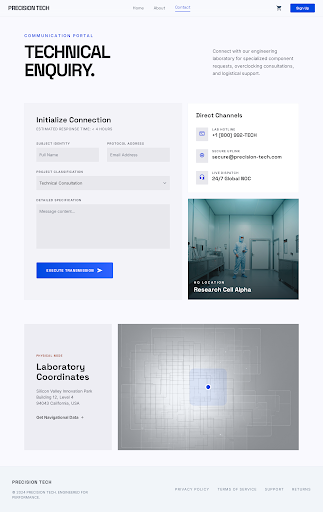 PRECISION TECH
Home
About
Contact
Sign Up
COMMUNICATION PORTAL
TECHNICAL
ENQUIRY.
Connect with our engineering
laboratory for specialized component
requests, overclocking consultations,
and logistical support.
Initialize Connection
ESTIMATED RESPONSE TIME: < 4 HOURS
SUBJECT IDENTITY
PROTOCOL ADDRESS
Full Name
Email Address
PROJECT CLASSIFICATION
Technical Consultation
DETAILED SPECIFICATION
Message content...
EXECUTE TRANSMISSION
Direct Channels
LAB HOTLINE
+1 (800) 992-TECH
SECURE UPLINK
secure@precision-tech.com
LIVE DISPATCH
24/7 Global NOC
HQ LOCATION
Research Cell Alpha
PHYSICAL NODE
Laboratory
Coordinates
Silicon Valley Innovation Park
Building 12, Level 4
94043 California, USA
Get Navigational Data
PRECISION TECH
© 2024 PRECISION TECH. ENGINEERED FOR
PERFORMANCE.
PRIVACY POLICY
TERMS OF SERVICE
SUPPORT
RETURNS